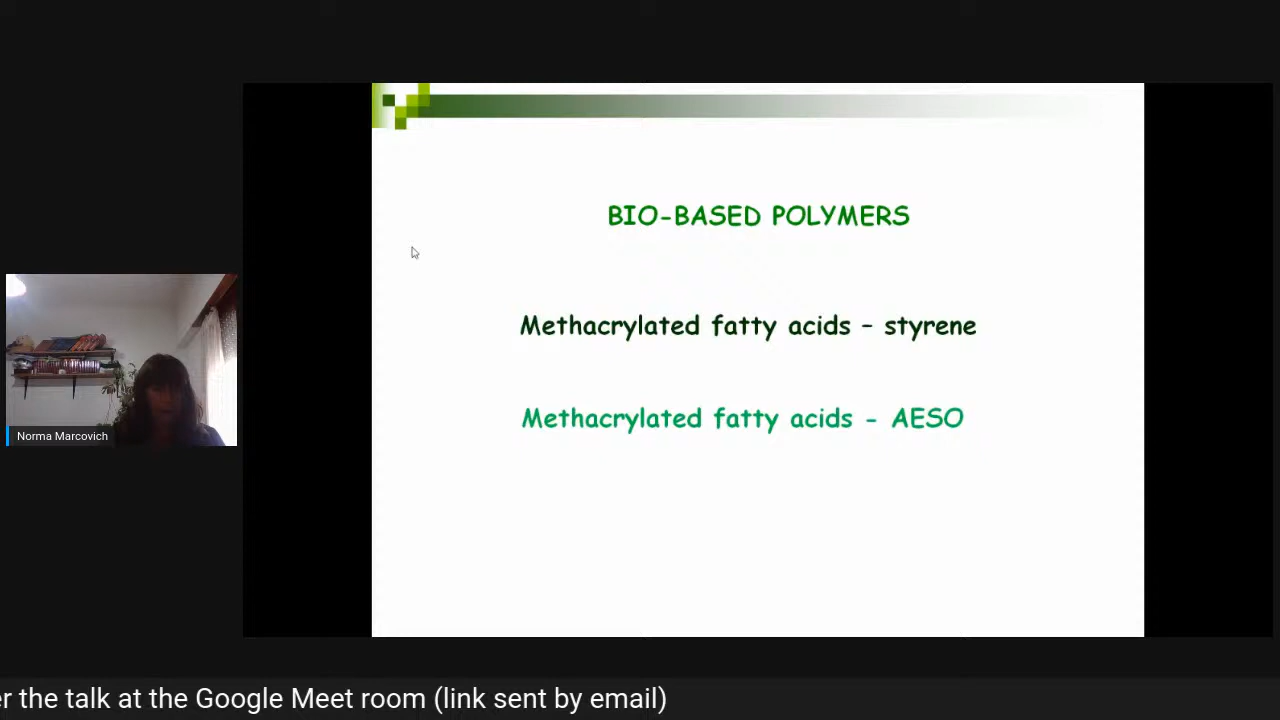 BIO-BASED POLYMERS
Methacrylated fatty acids – styrene
Methacrylated fatty acids - AESO
Norma Marcovich
the talk at the Google Meet room (link sent by email)